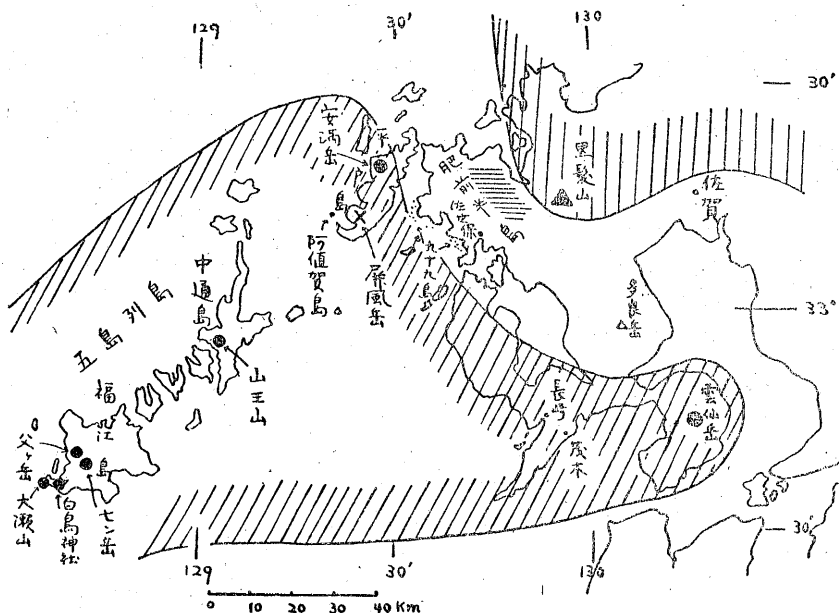 129
30'
130
30'
安満岳
平
戸
島
肥前半島
黒髪山
佐賀
佐世保
九十九島
阿値賀島
屏風岳
多良岳
33°
中通島
五島列島
山王山
福江島
長崎
茂木
雲仙岳
父ヶ岳
大瀬山
白鳥神社
七ツ岳
129
30'
130
30'
0 10 20 30 40 Km